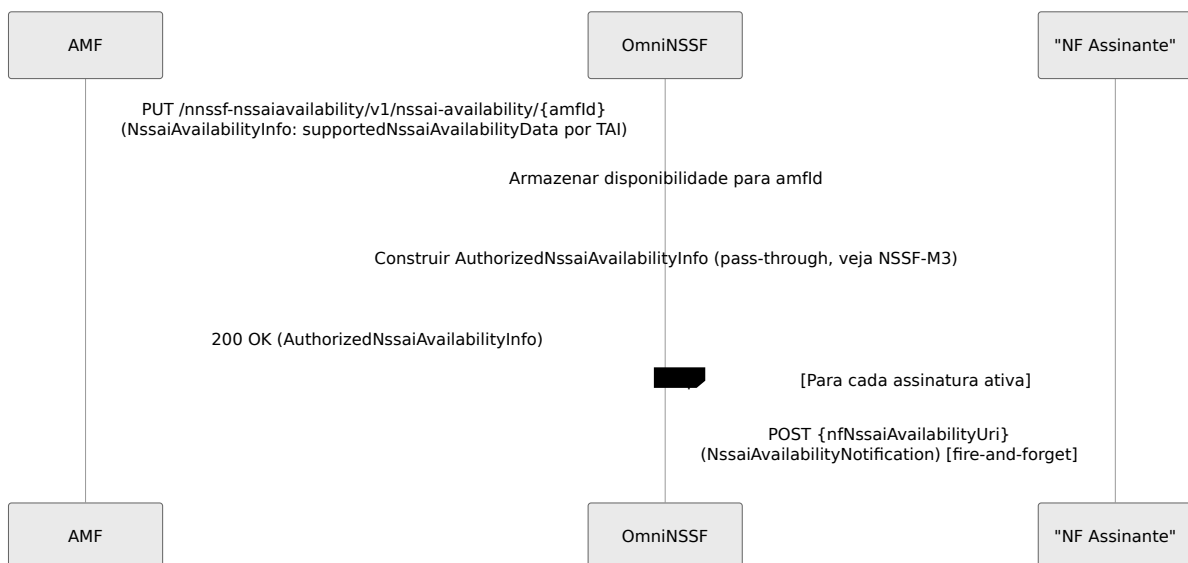 AMF
OmniNSSF
"NF Assinante"
PUT /nnssf-nssaiavailability/v1/nssai-availability/{amfId}
(NssaiAvailabilityInfo: supportedNssaiAvailabilityData por TAI)
Armazenar disponibilidade para amfId
Construir AuthorizedNssaiAvailabilityInfo (pass-through, veja NSSF-M3)
200 OK (AuthorizedNssaiAvailabilityInfo)
[Para cada assinatura ativa]
POST {nfNssaiAvailabilityUri}
(NssaiAvailabilityNotification) [fire-and-forget]
AMF
OmniNSSF
"NF Assinante"